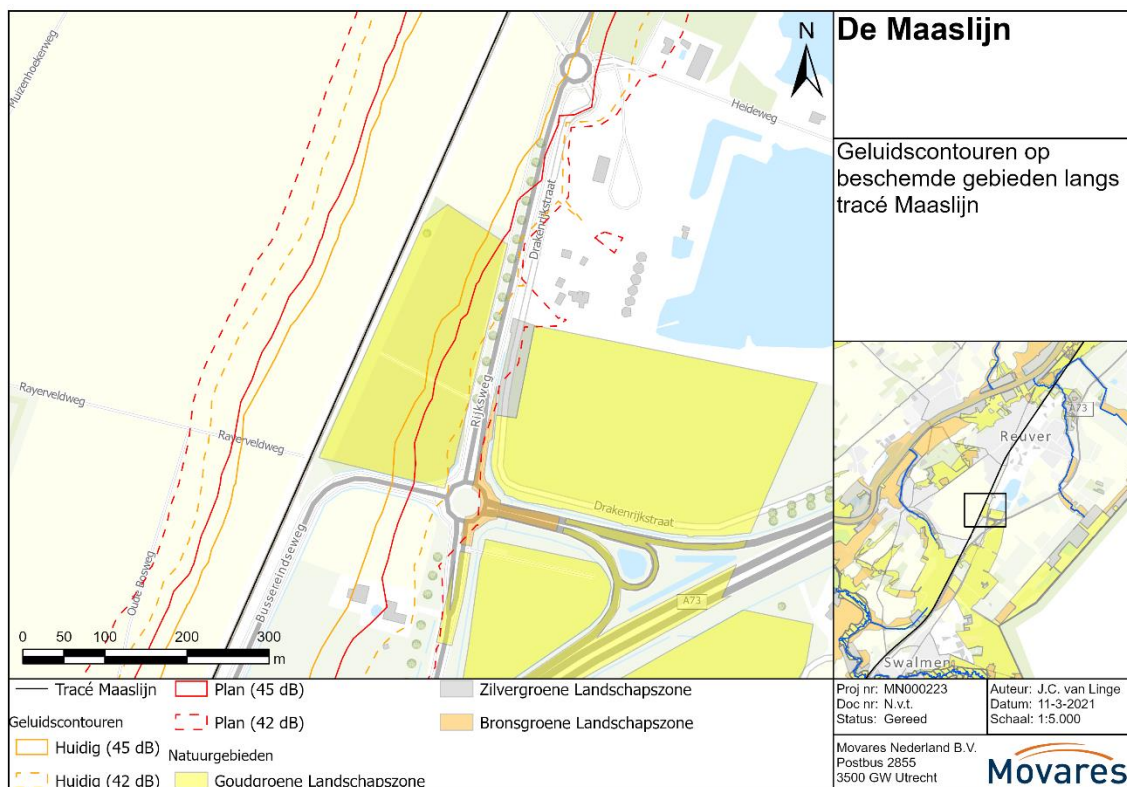 De Maaslijn
Geluidscontouren op
beschemde gebieden langs
tracé Maaslijn
N
Muizenhoekerweg
Heideweg
Drakenrijkstraat
Rijksweg
Rayerveldweg
Rayerveldweg
Drakenrijkstraat
Bussereindseweg
Oude Bosweg
A73
0 50 100 200 300
m
A73
Reuver
Swalmen
Tracé Maaslijn
Geluidscontouren
Huidig (45 dB)
Huidig (42 dB)
Plan (45 dB)
Plan (42 dB)
Natuurgebieden
Goudgroene Landschapszone
Zilvergroene Landschapszone
Bronsgroene Landschapszone
Proj nr: MN000223
Doc nr: N.v.t.
Status: Gereed
Auteur: J.C. van Linge
Datum: 11-3-2021
Schaal: 1:5.000
Movares Nederland B.V.
Postbus 2855
3500 GW Utrecht
Movares